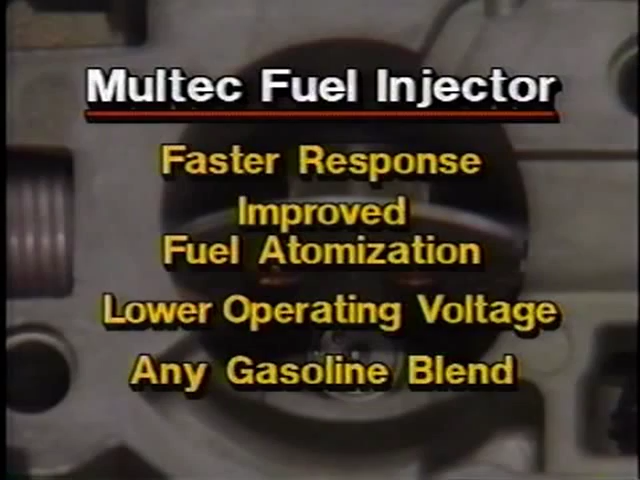 Multec Fuel Injector
Faster Response
Improved
Fuel Atomization
Lower Operating Voltage
Any Gasoline Blend